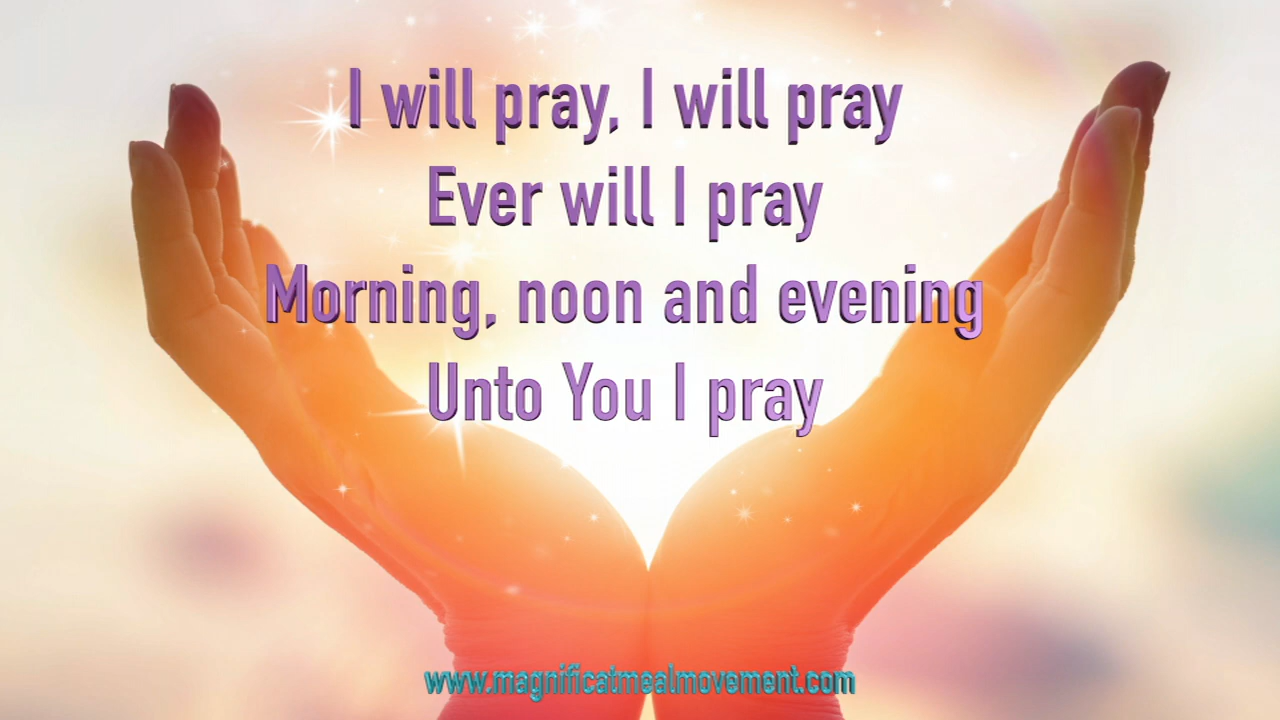 I will pray, I will pray
Ever will I pray
Morning, noon and evening
Unto You I pray
www.magnificatmealmovement.com